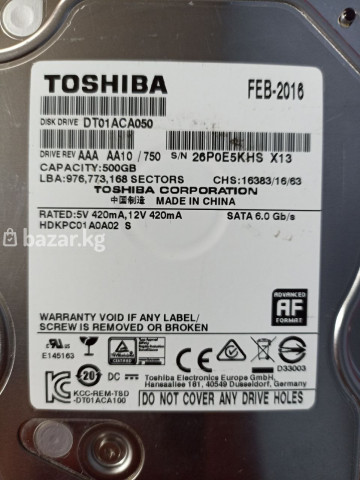 TOSHIBA
FEB-2016
DISK DRIVE DT01ACA050
DRIVE REV AAA AA10 / 750 S/N 26P0E5KHS X13
CAPACITY:500GB
LBA:976,773,168 SECTORS CHS:16383/16/63
TOSHIBA CORPORATION
中国制造 MADE IN CHINA
RATED:5V 420mA,12V 420mA SATA 6.0 Gb/s
HDKPC01A0A02 S
bazar.kg
ADVANCED
AF
FORMAT
WARRANTY VOID IF ANY LABEL/
SCREW IS REMOVED OR BROKEN
E145163
D33003
20
DC
Toshiba Electronics Europe GmbH,
Hansaallee 181, 40549 Dusseldorf, Germany
KCC-REM-TBD
-DT01ACA100
DO NOT COVER ANY DRIVE HOLES